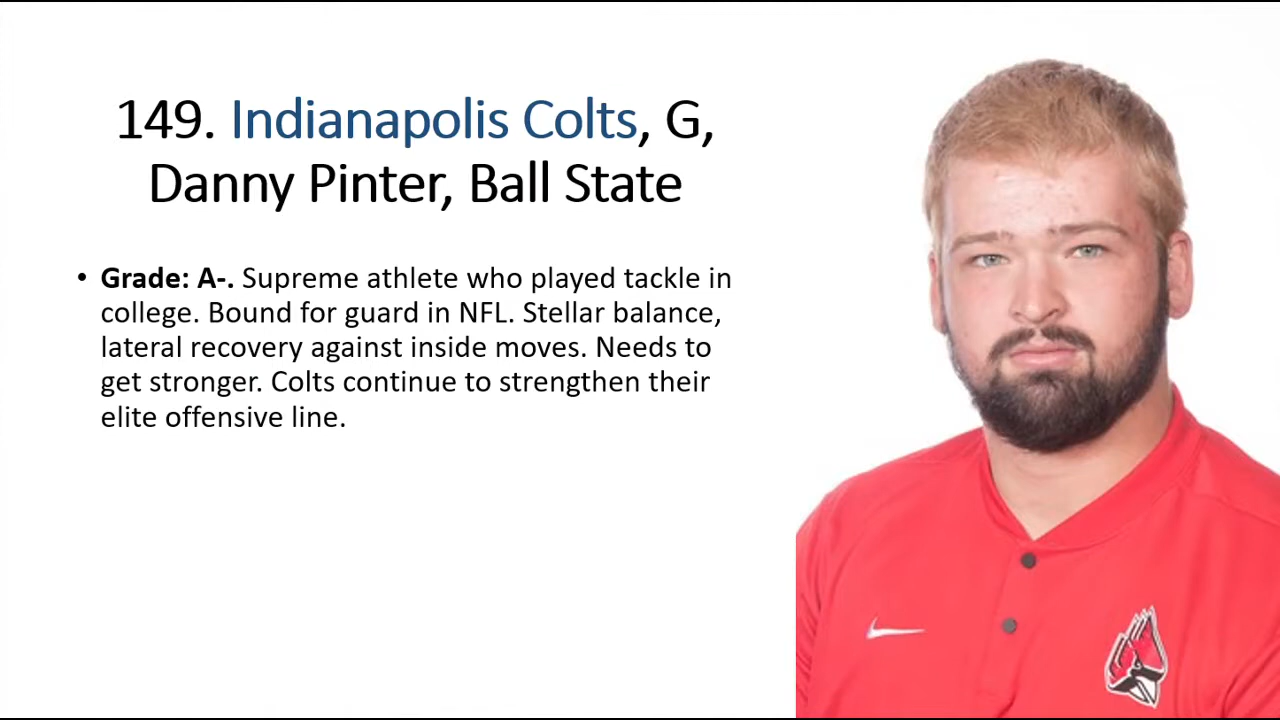 149. Indianapolis Colts, G,
Danny Pinter, Ball State
• Grade: A-. Supreme athlete who played tackle in
college. Bound for guard in NFL. Stellar balance,
lateral recovery against inside moves. Needs to
get stronger. Colts continue to strengthen their
elite offensive line.